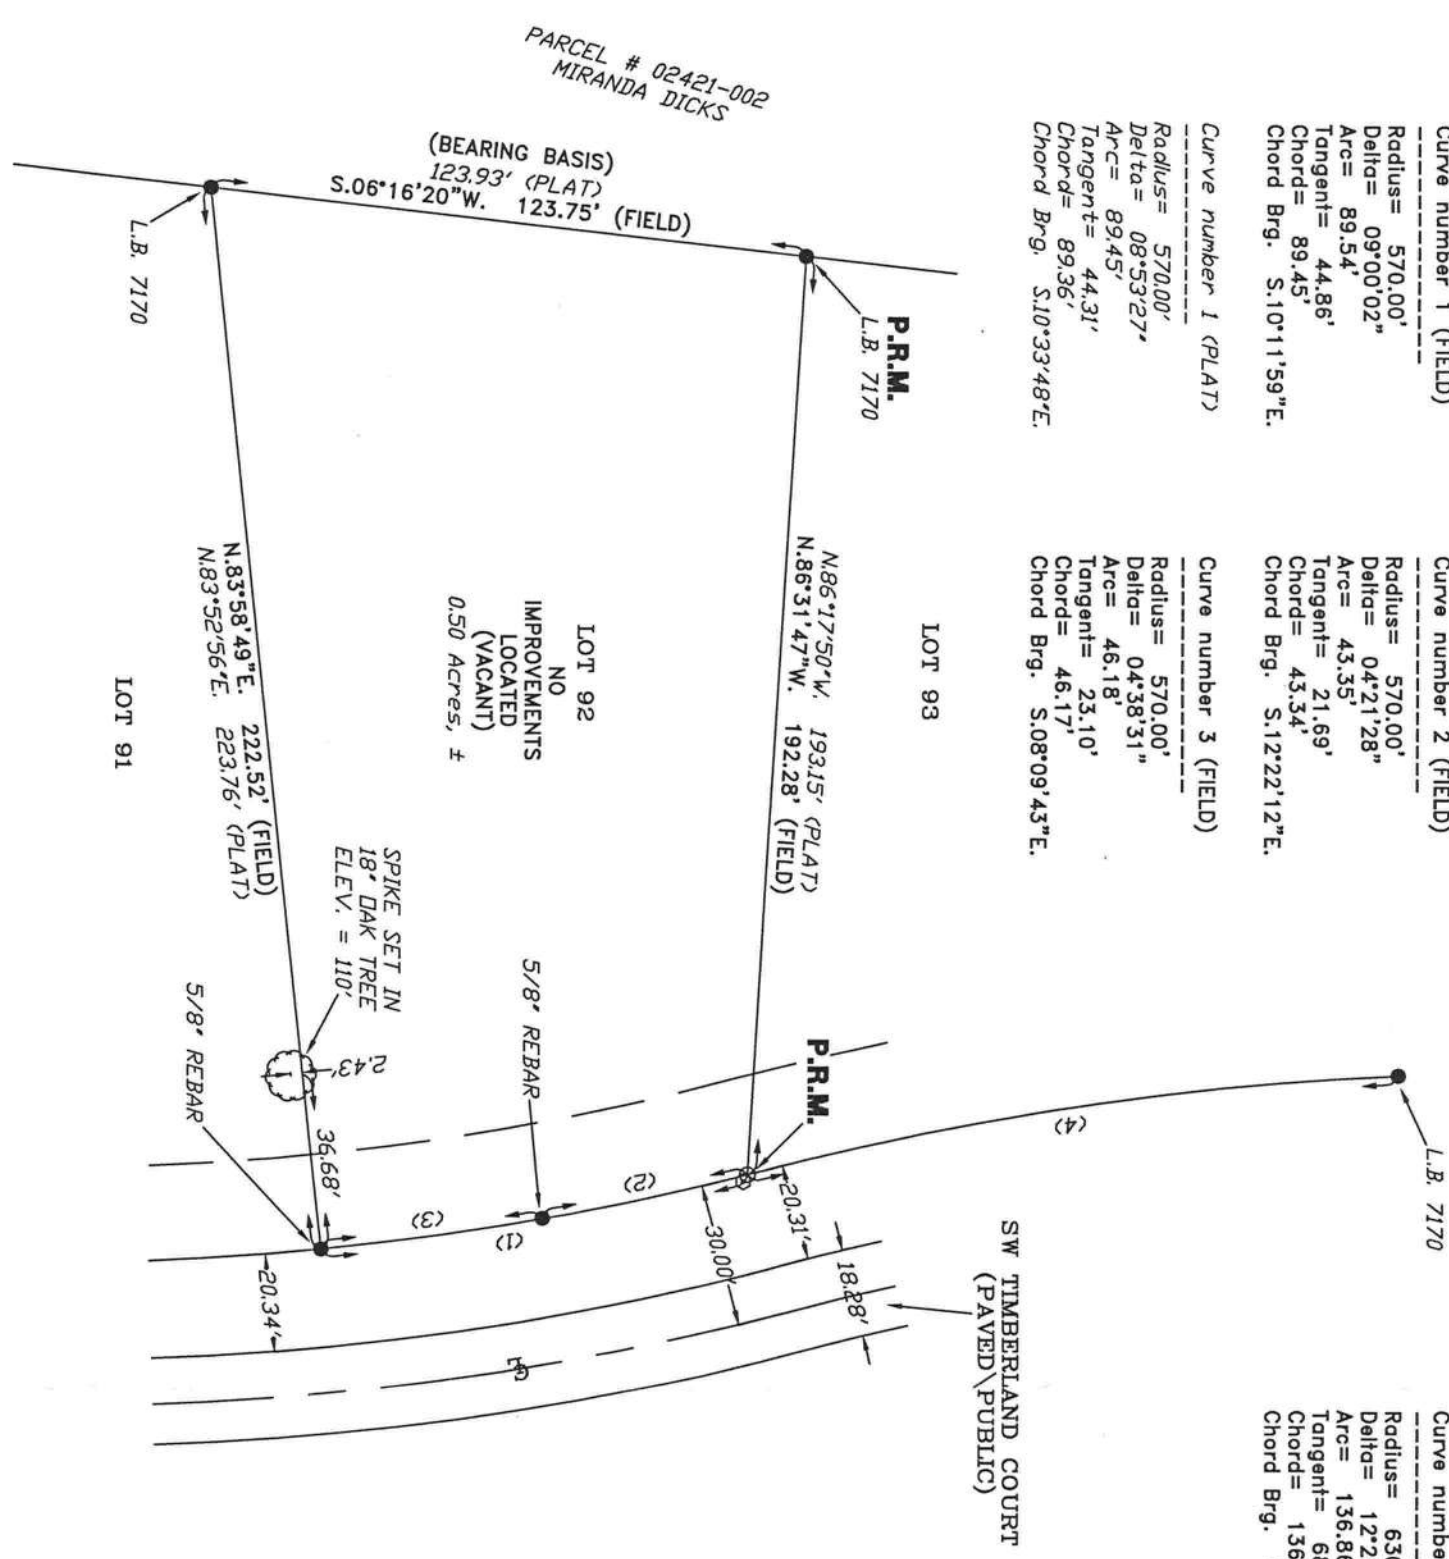 Curve number 1 (FIELD)
Radius= 570.00'
Delta= 09°00'02"
Arc= 89.54'
Tangent= 44.86'
Chord= 89.45'
Chord Brg. S.10°11'59"E.
Curve number 1 (PLAT)
Radius= 570.00'
Delta= 08°53'27"
Arc= 89.45'
Tangent= 44.31'
Chord= 89.36'
Chord Brg. S.10°33'48"E.
Curve number 2 (FIELD)
Radius= 570.00'
Delta= 04°21'28"
Arc= 43.35'
Tangent= 21.69'
Chord= 43.34'
Chord Brg. S.12°22'12"E.
Curve number 3 (FIELD)
Radius= 570.00'
Delta= 04°38'31"
Arc= 46.18'
Tangent= 23.10'
Chord= 46.17'
Chord Brg. S.08°09'43"E.
Curve
Radius=
Delta=
Arc=
Tangent=
Chord=
Chord Brg.
PARCEL # 02421-002
MIRANDA DICKS
(BEARING BASIS)
123.93' (PLAT)
S.06°16'20"W. 123.75' (FIELD)
L.B. 7170
P.R.M.
L.B. 7170
LOT 93
N.86°17'50"W. 193.15' (PLAT)
N.86°31'47"W. 192.28' (FIELD)
LOT 92
NO
IMPROVEMENTS
LOCATED
(VACANT)
0.50 Acres, ±
N.83°58'49"E. 222.52' (FIELD)
N.83°52'56"E. 223.76' (PLAT)
LOT 91
SPIKE SET IN
18" OAK TREE
ELEV. = 110'
2.43'
36.68'
5/8" REBAR
5/8" REBAR
P.R.M.
(4)
(2)
(3)
(1)
L.B. 7170
20.31'
30.00'
18.28'
20.34'
SW TIMBERLAND COURT
(PAVED\PUBLIC)